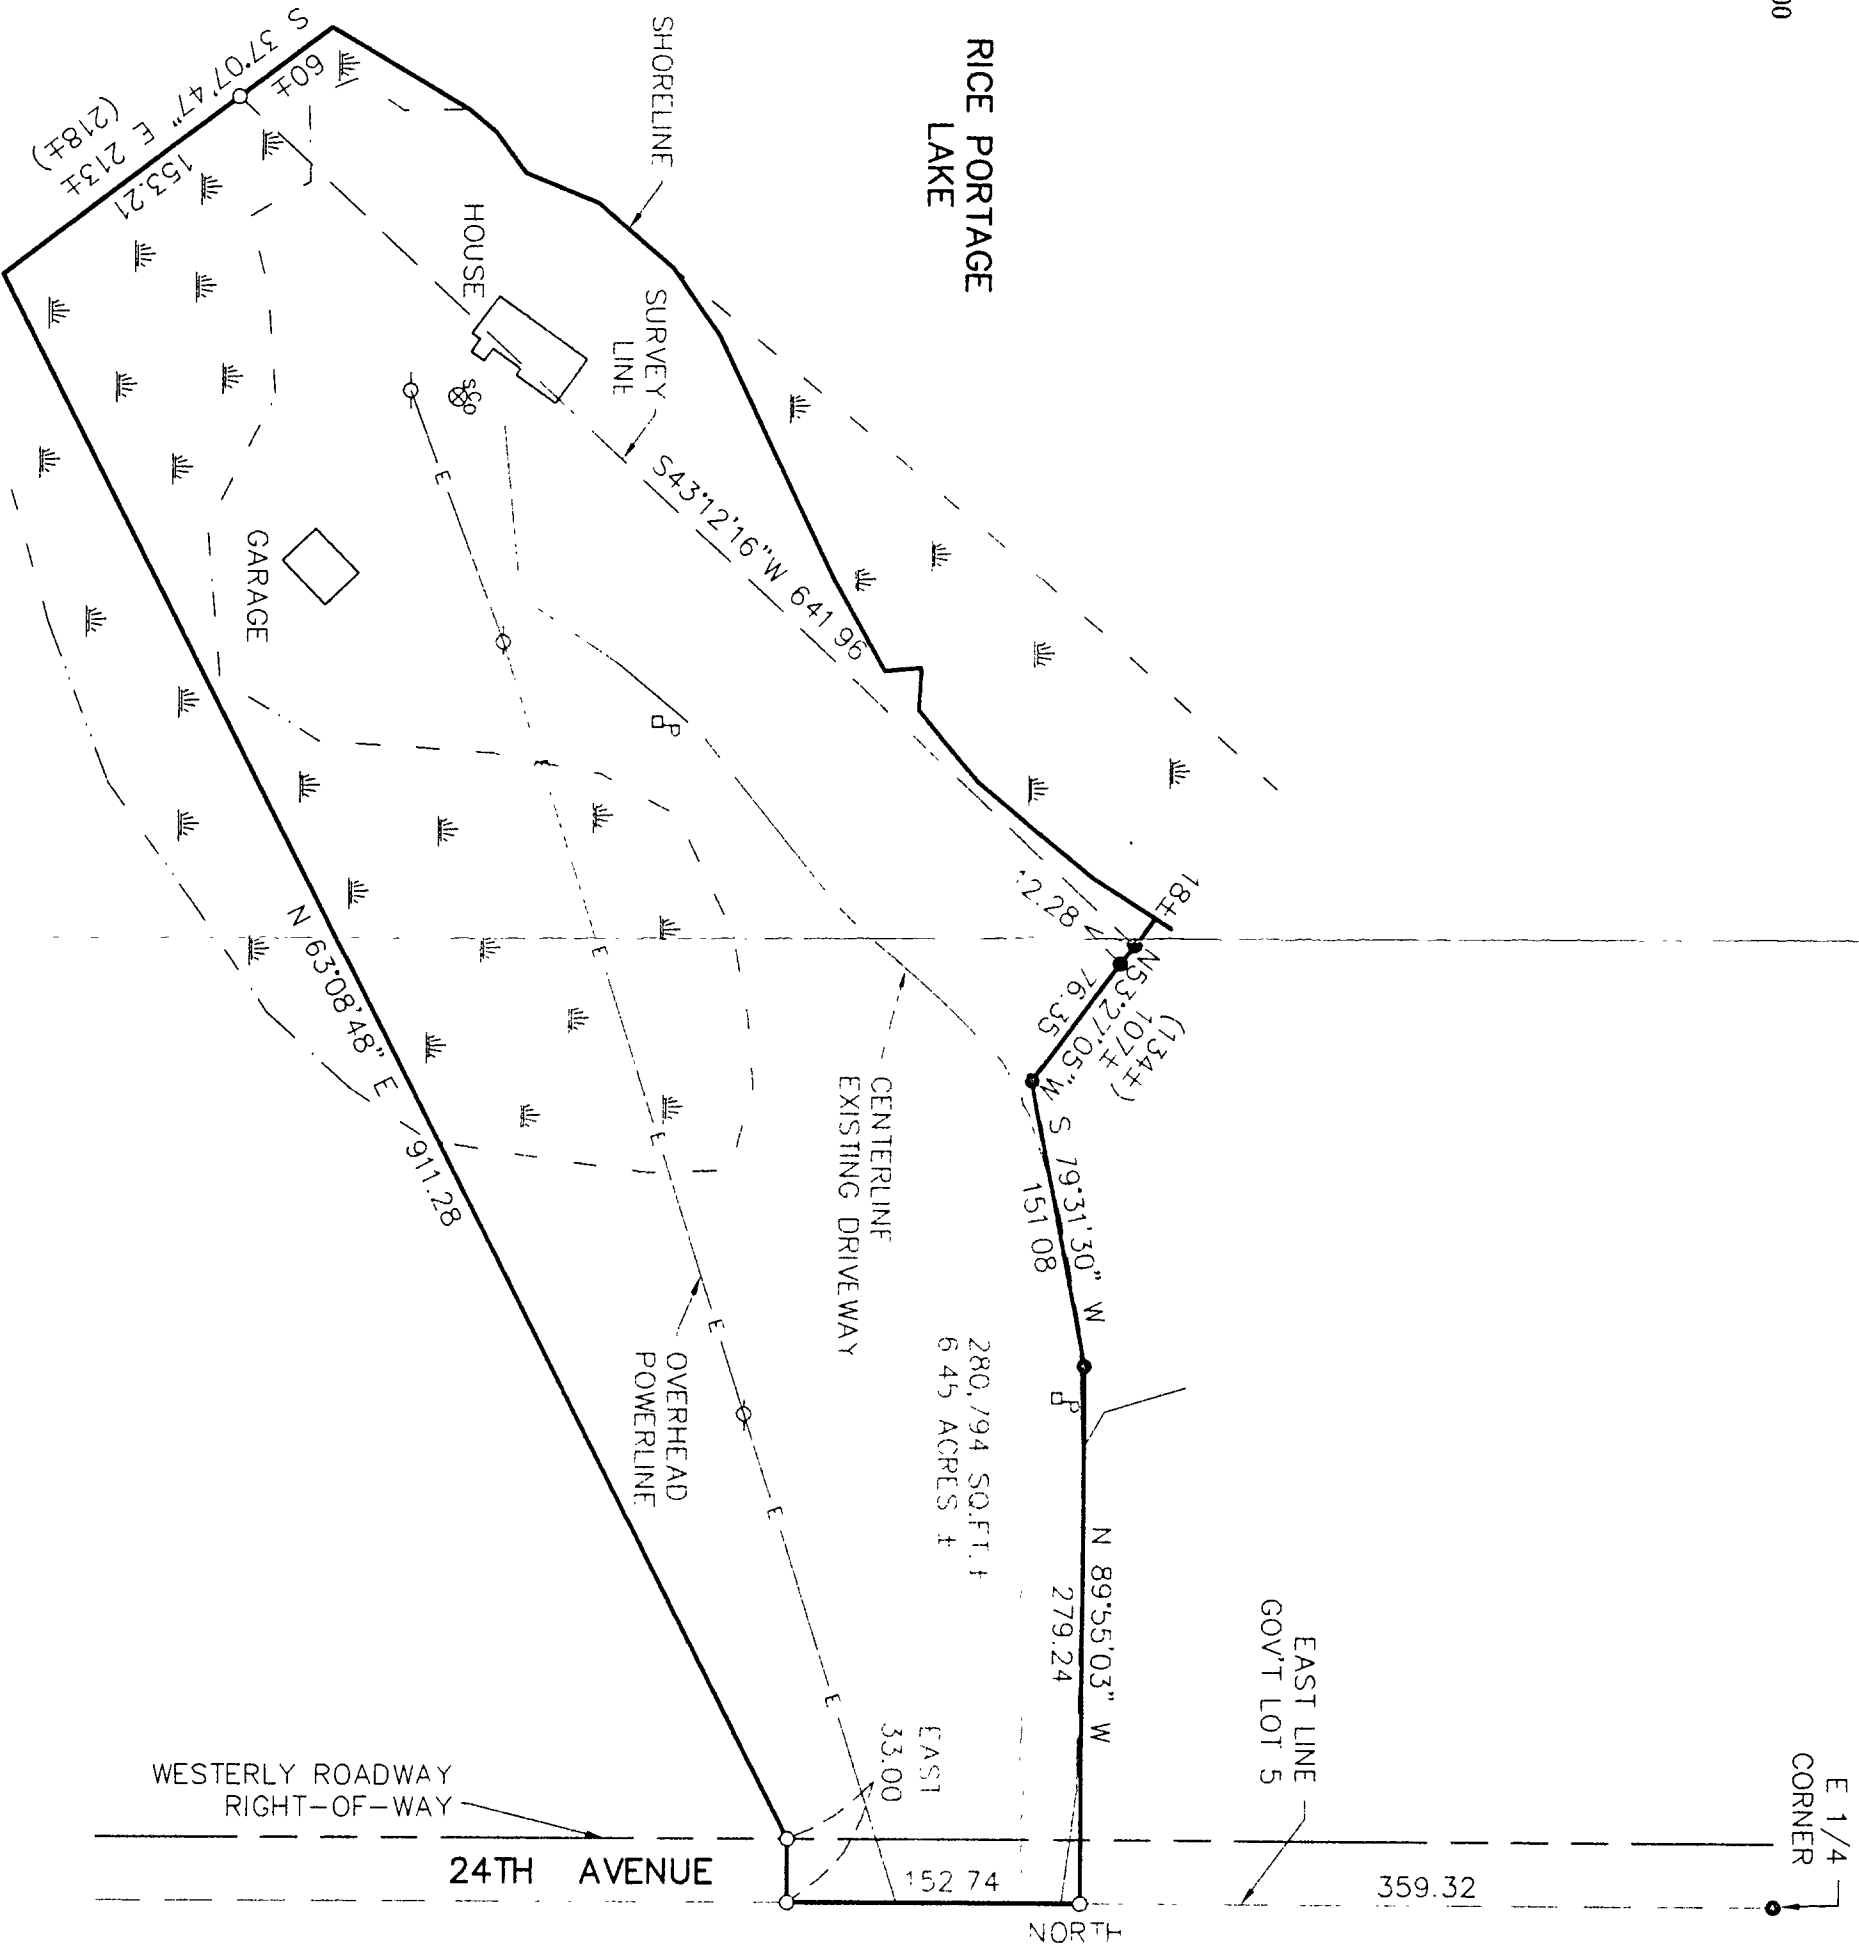 00
RICE PORTAGE
LAKE
SHORELINE
S 37°07'47" E 213±
(218±)
60±
153.21
HOUSE
SURVEY
LINE
S43°12'16"W 641 96
GARAGE
18±
N53°27'05"W
107±
(134±)
76.35
2.28
S 79°31'30" W
151 08
CENTERLINE
EXISTING DRIVEWAY
N 63°08'48" E 911.28
OVERHEAD
POWERLINE
280,794 SQ.FT. ±
6 45 ACRES ±
N 89°55'03" W
279.24
EAST LINE
GOV'T LOT 5
E 1/4
CORNER
EAST
33.00
WESTERLY ROADWAY
RIGHT-OF-WAY
24TH AVENUE
152 74
359.32
NORTH
E
E
E
E
E
E
E
E